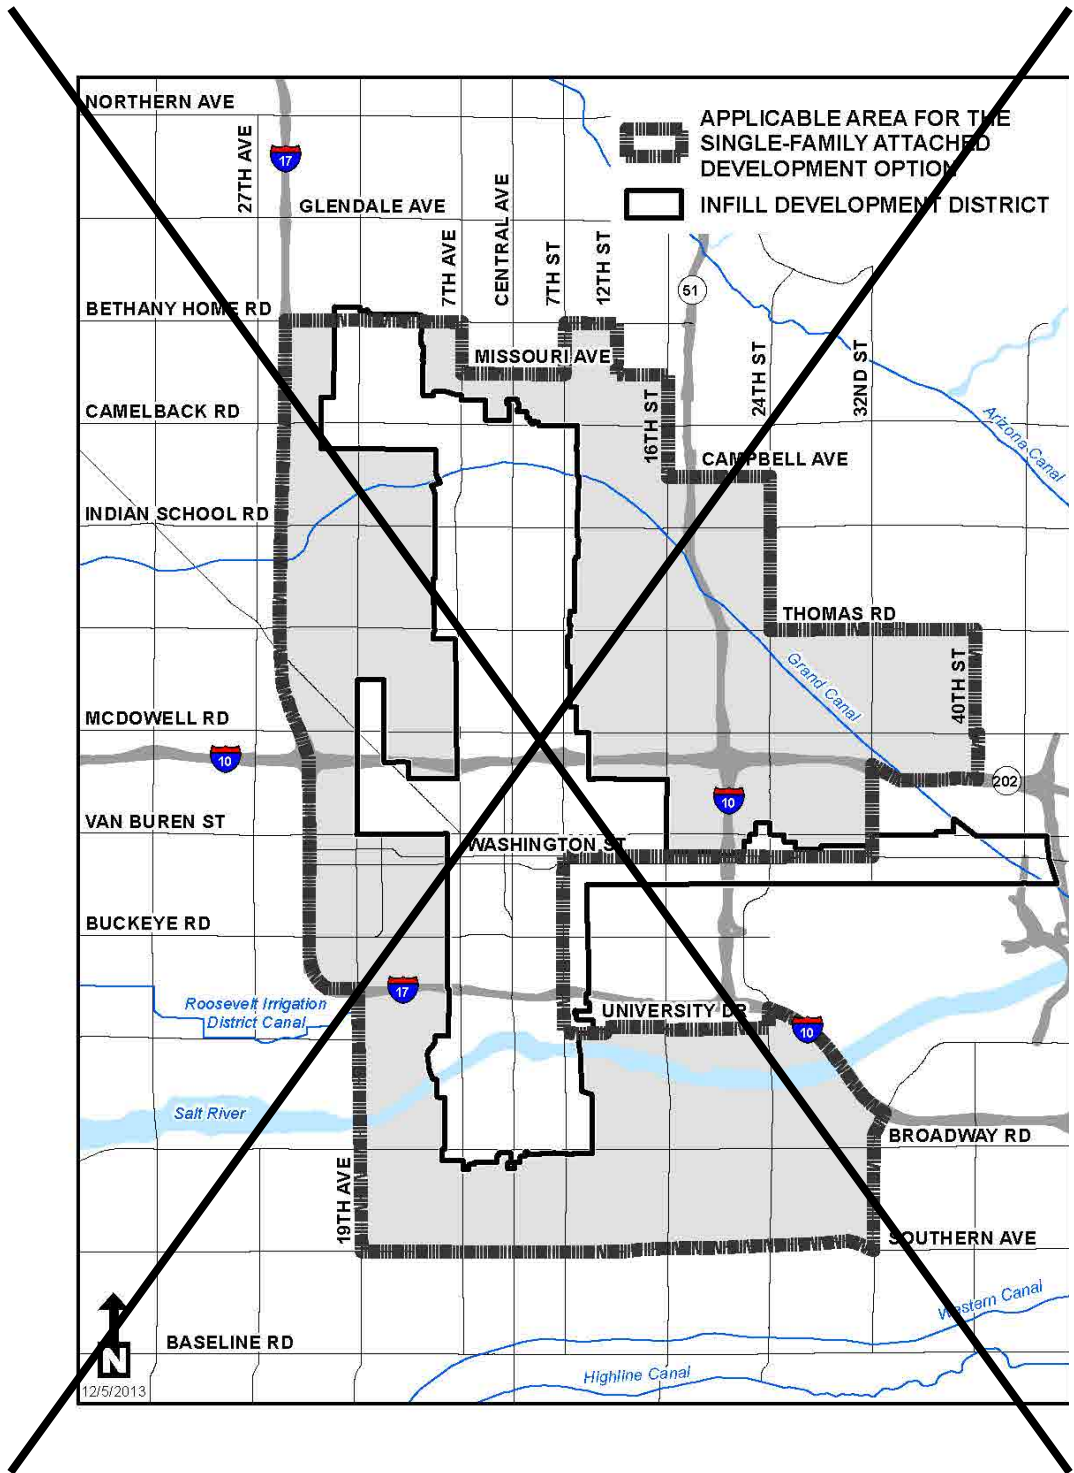 NORTHERN AVE
27TH AVE
17
GLENDALE AVE
APPLICABLE AREA FOR THE
SINGLE-FAMILY ATTACHED
DEVELOPMENT OPTION
INFILL DEVELOPMENT DISTRICT
7TH AVE
CENTRAL AVE
7TH ST
12TH ST
51
BETHANY HOME RD
MISSOURI AVE
24TH ST
32ND ST
CAMELBACK RD
16TH ST
Arizona Canal
CAMPBELL AVE
INDIAN SCHOOL RD
THOMAS RD
Grand Canal
40TH ST
MCDOWELL RD
10
202
10
VAN BUREN ST
WASHINGTON ST
BUCKEYE RD
17
Roosevelt Irrigation
District Canal
UNIVERSITY DR
10
Salt River
BROADWAY RD
19TH AVE
SOUTHERN AVE
Western Canal
N
BASELINE RD
Highline Canal
12/5/2013